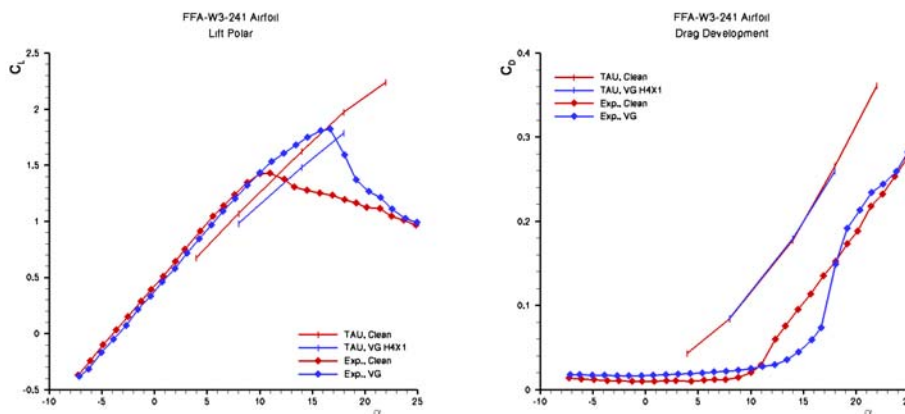 FFA-W3-241 Airfoil
Lift Polar
C_L
2.5
2
1.5
1
0.5
0
-0.5
-10 -5 0 5 10 15 20 25
α
TAU, Clean
TAU, VG H4X1
Exp., Clean
Exp., VG
FFA-W3-241 Airfoil
Drag Development
C_D
0.4
0.3
0.2
0.1
0
-10 -5 0 5 10 15 20
α
TAU, Clean
TAU, VG H4X1
Exp., Clean
Exp., VG